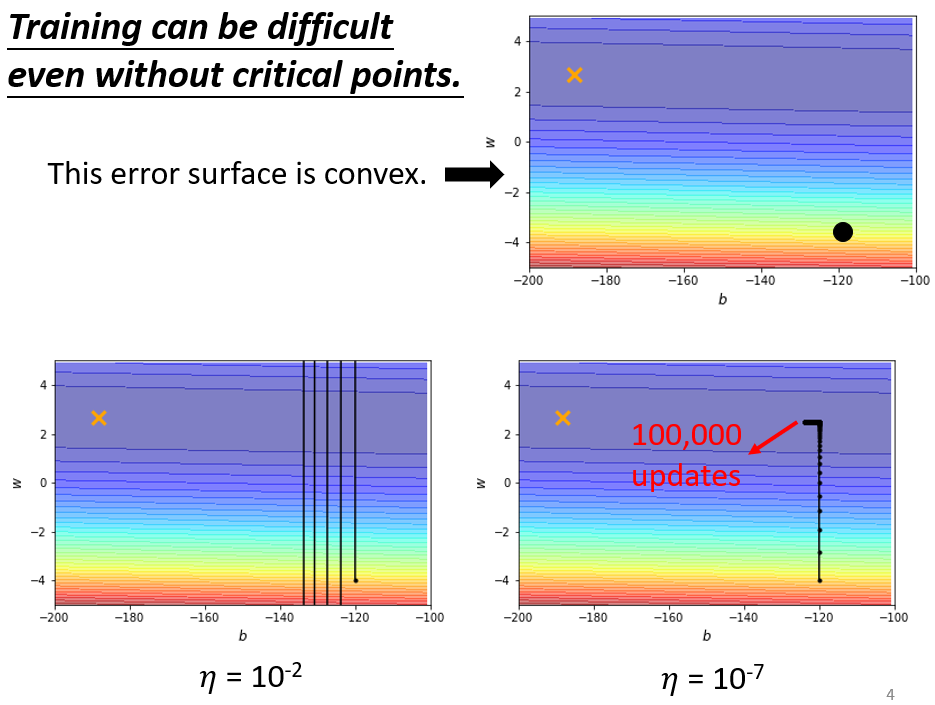 Training can be difficult
even without critical points.
This error surface is convex.
4
2
0
−2
−4
w
−200 −180 −160 −140 −120 −100
b
4
2
0
−2
−4
w
−200 −180 −160 −140 −120 −100
b
η = 10-2
4
2
0
−2
−4
w
100,000
updates
−200 −180 −160 −140 −120 −100
b
η = 10-7
4